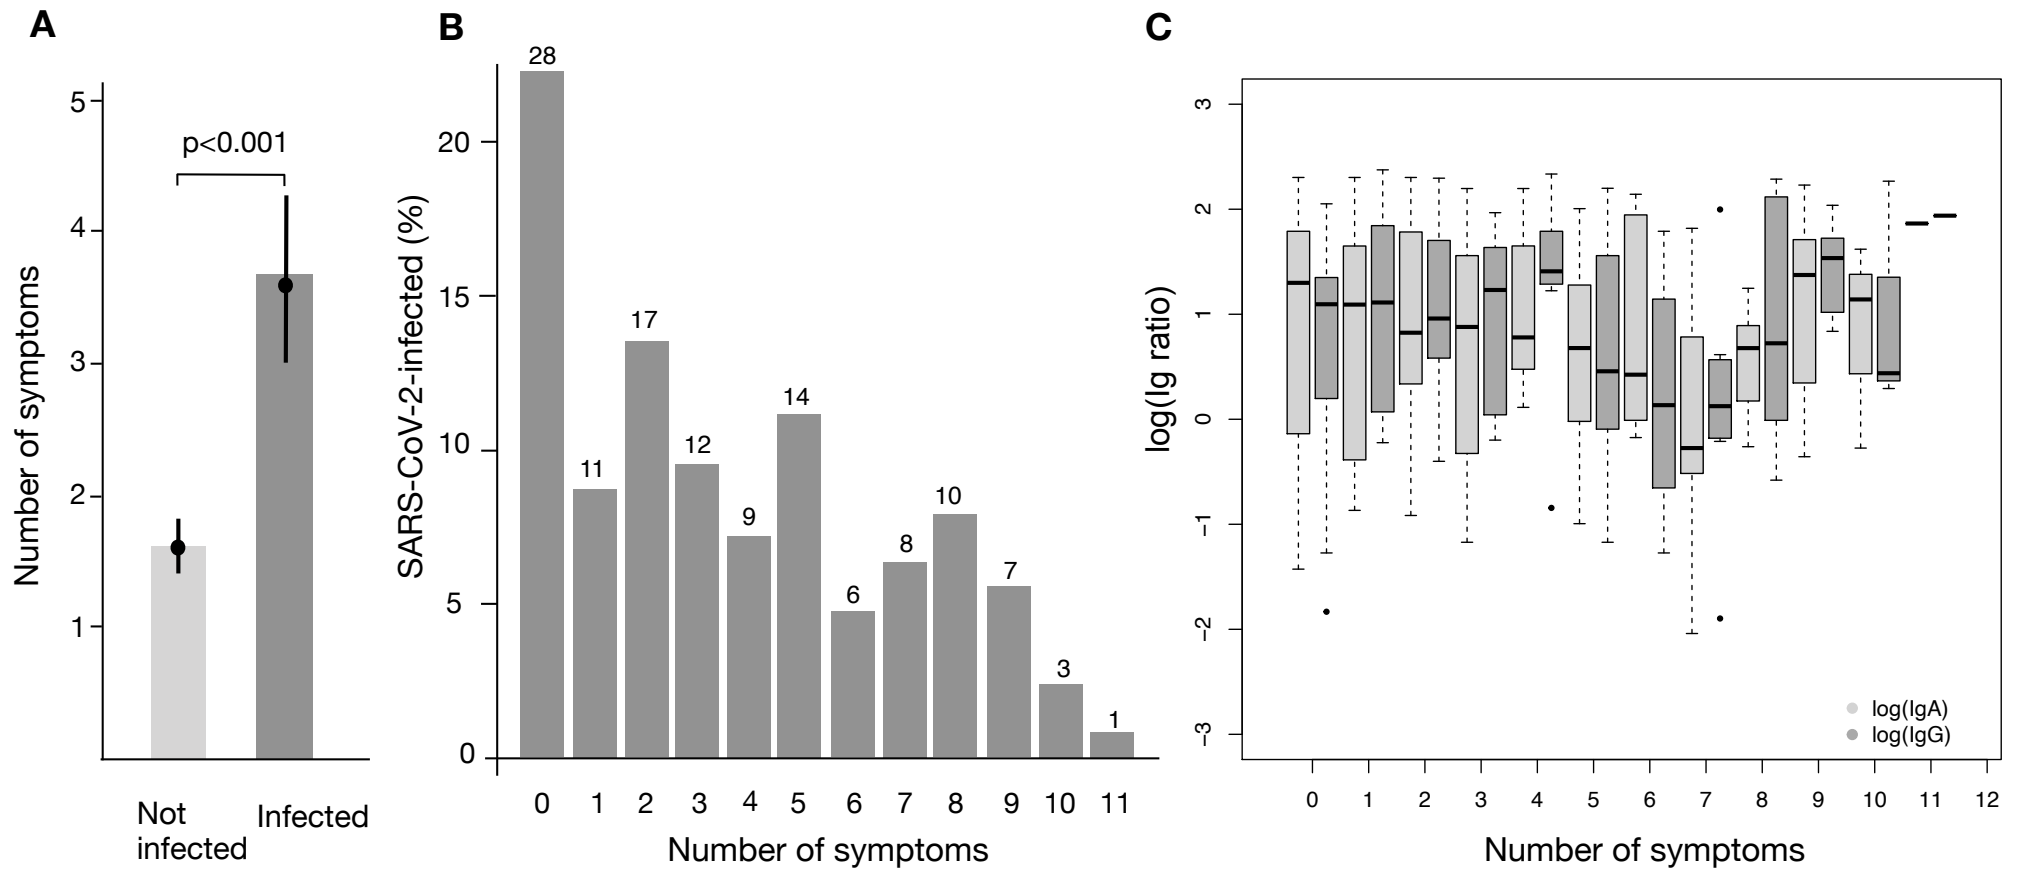 A
Number of symptoms
5
4
3
2
1
p<0.001
Not
infected
Infected
B
SARS-CoV-2-infected (%)
20
15
10
5
0
28
11
17
12
9
14
6
8
10
7
3
1
0 1 2 3 4 5 6 7 8 9 10 11
Number of symptoms
C
log(Ig ratio)
3
2
1
0
−1
−2
−3
log(IgA)
log(IgG)
0 1 2 3 4 5 6 7 8 9 10 11 12
Number of symptoms